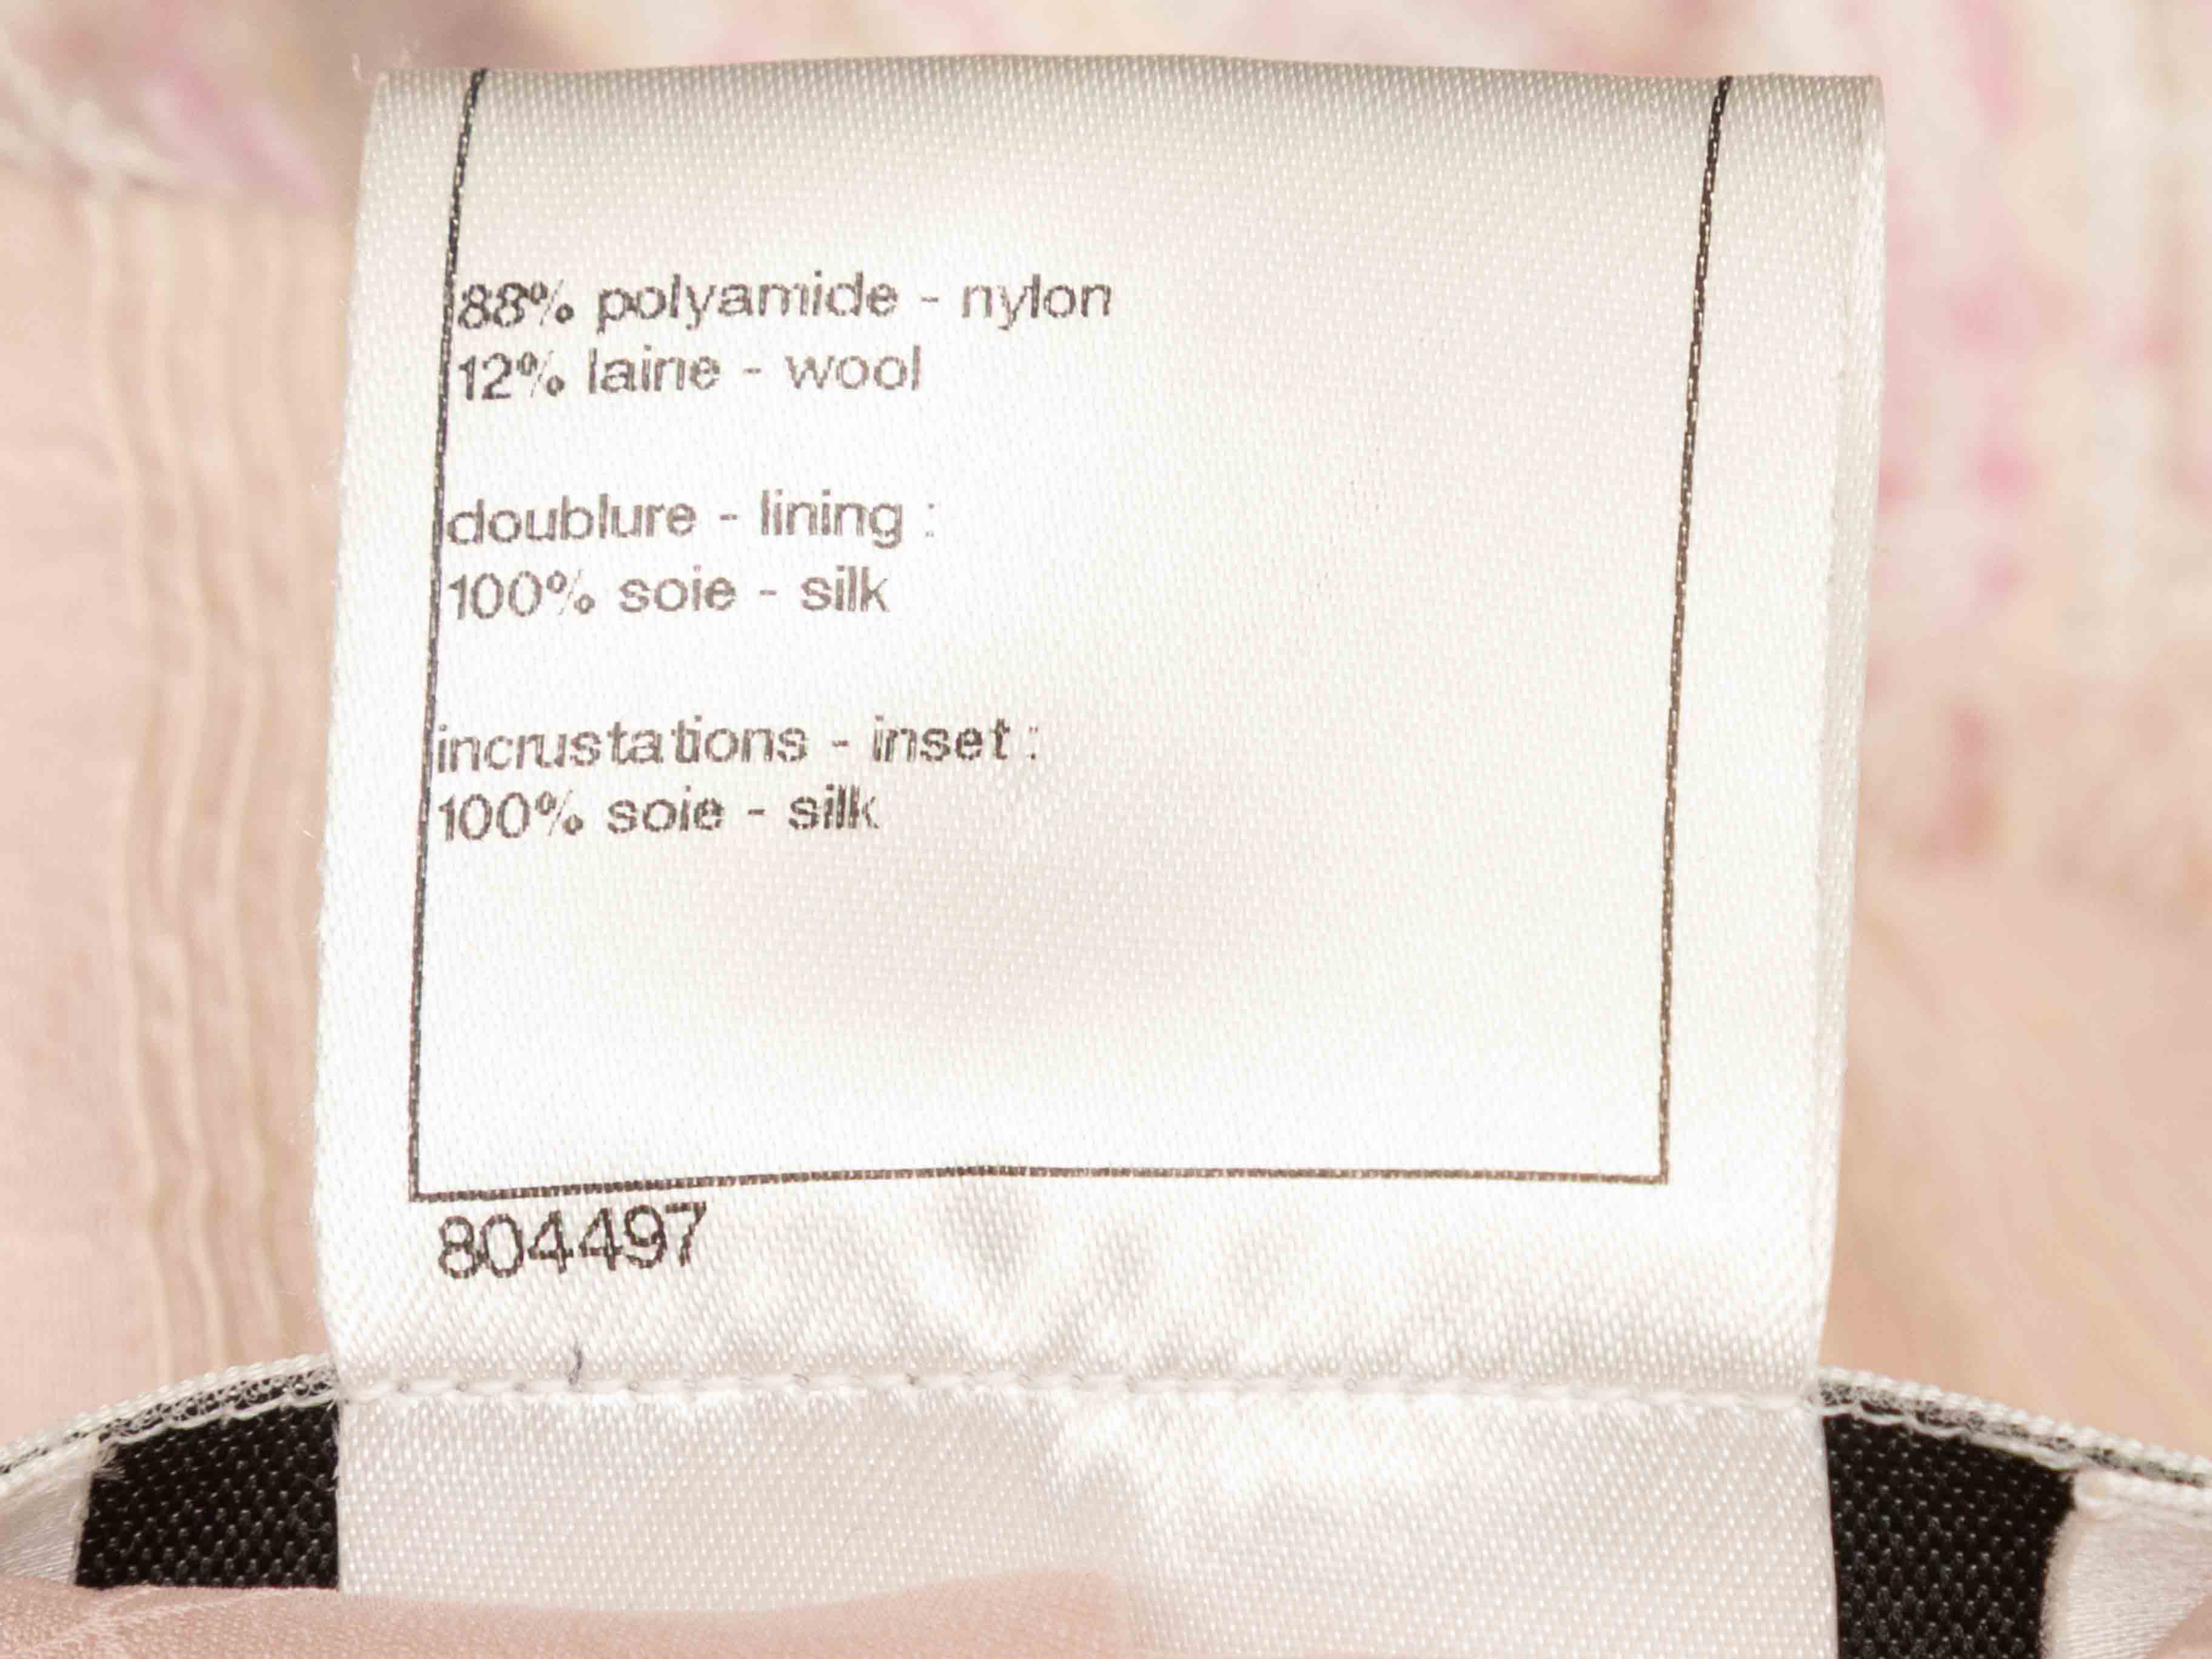 88% polyamide - nylon
12% laine - wool
doublure - lining :
100% soie - silk
incrustations - inset :
100% soie - silk
804497